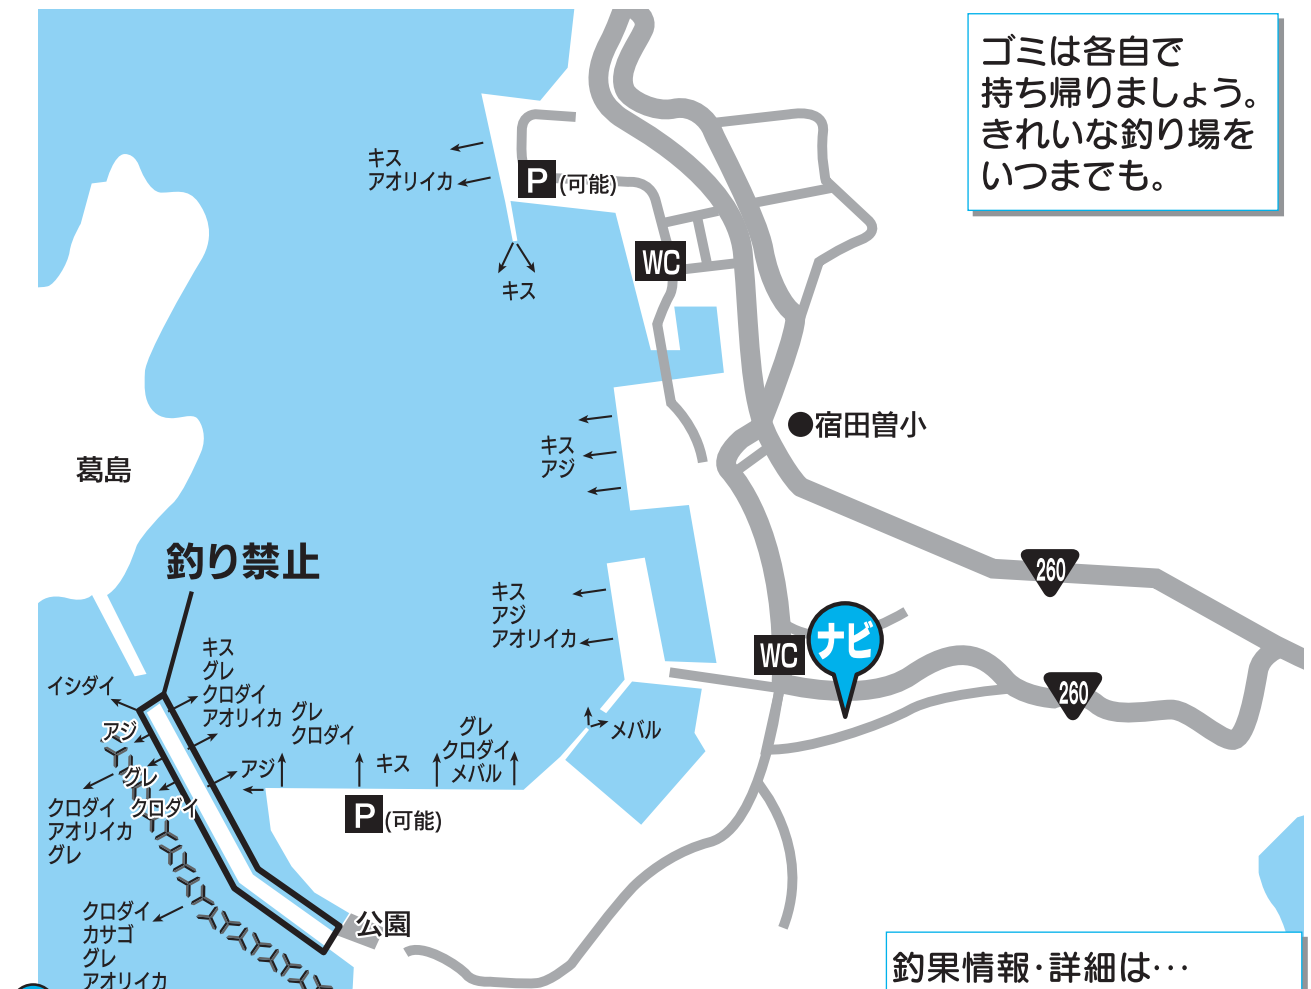 ゴミは各自で
持ち帰りましょう。
きれいな釣り場を
いつまでも。
キス
アオリイカ
P(可能)
WC
キス
宿田曽小
キス
アジ
葛島
釣り禁止
260
キス
アジ
アオリイカ
WC
ナビ
260
キス
グレ
クロダイ
アオリイカ
イシダイ
グレ
クロダイ
グレ
クロダイ
メバル
メバル
アジ
アジ
キス
グレ
クロダイ
P(可能)
クロダイ
アオリイカ
グレ
クロダイ
カサゴ
グレ
アオリイカ
公園
釣果情報・詳細は･･･